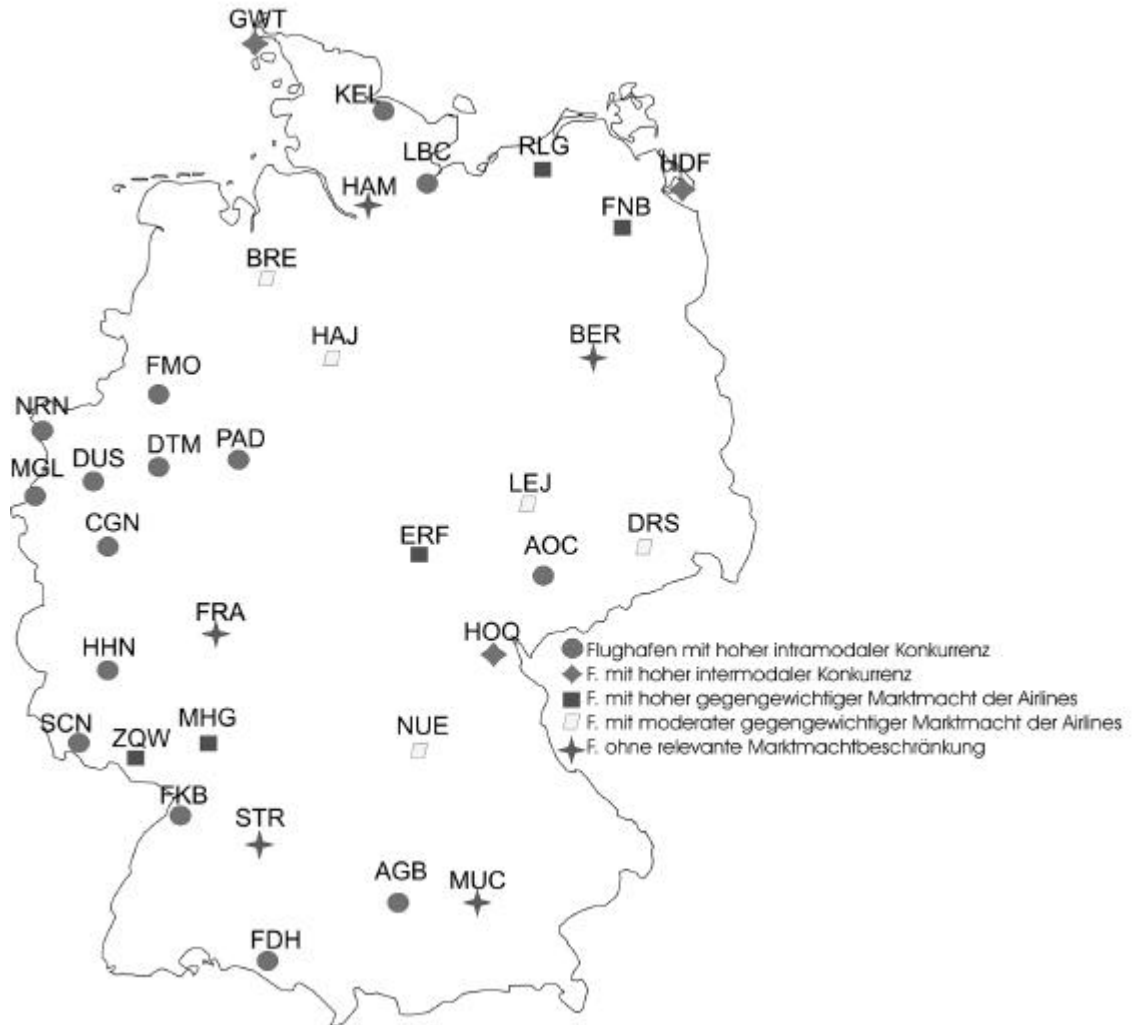 GWT
KEL
LBC
RLG
HDF
HAM
FNB
BRE
HAJ
BER
FMO
NRN
DTM
PAD
DUS
MGL
LEJ
CGN
DRS
ERF
AOC
FRA
HOQ
HHN
Flughafen mit hoher intramodaler Konkurrenz
F. mit hoher intermodaler Konkurrenz
F. mit hoher gegengewichtiger Marktmacht der Airlines
F. mit moderater gegengewichtiger Marktmacht der Airlines
F. ohne relevante Marktmachtbeschränkung
SCN
ZQW
MHG
NUE
FKB
STR
AGB
MUC
FDH